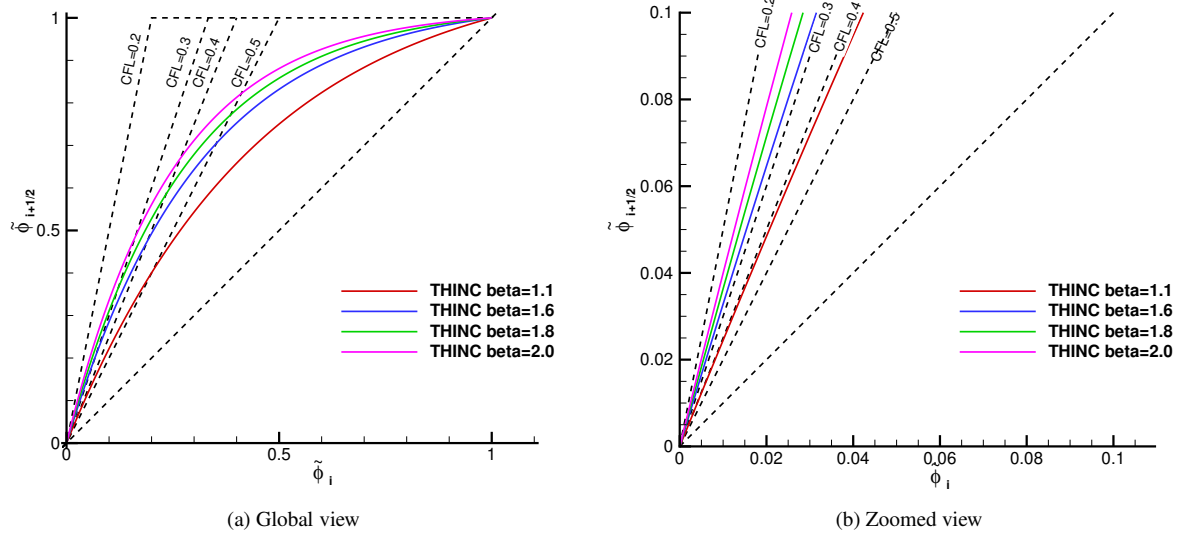 1
CFL=0.2
CFL=0.3
CFL=0.4
CFL=0.5
0.5
ϕ̃ i+1/2
THINC beta=1.1
THINC beta=1.6
THINC beta=1.8
THINC beta=2.0
0
0
0.5
1
ϕ̃ i
(a) Global view
0.1
CFL=0.2
CFL=0.3
CFL=0.4
CFL=0.5
0.08
0.06
ϕ̃ i+1/2
0.04
THINC beta=1.1
THINC beta=1.6
THINC beta=1.8
THINC beta=2.0
0.02
0
0
0.02
0.04
0.06
0.08
0.1
ϕ̃ i
(b) Zoomed view